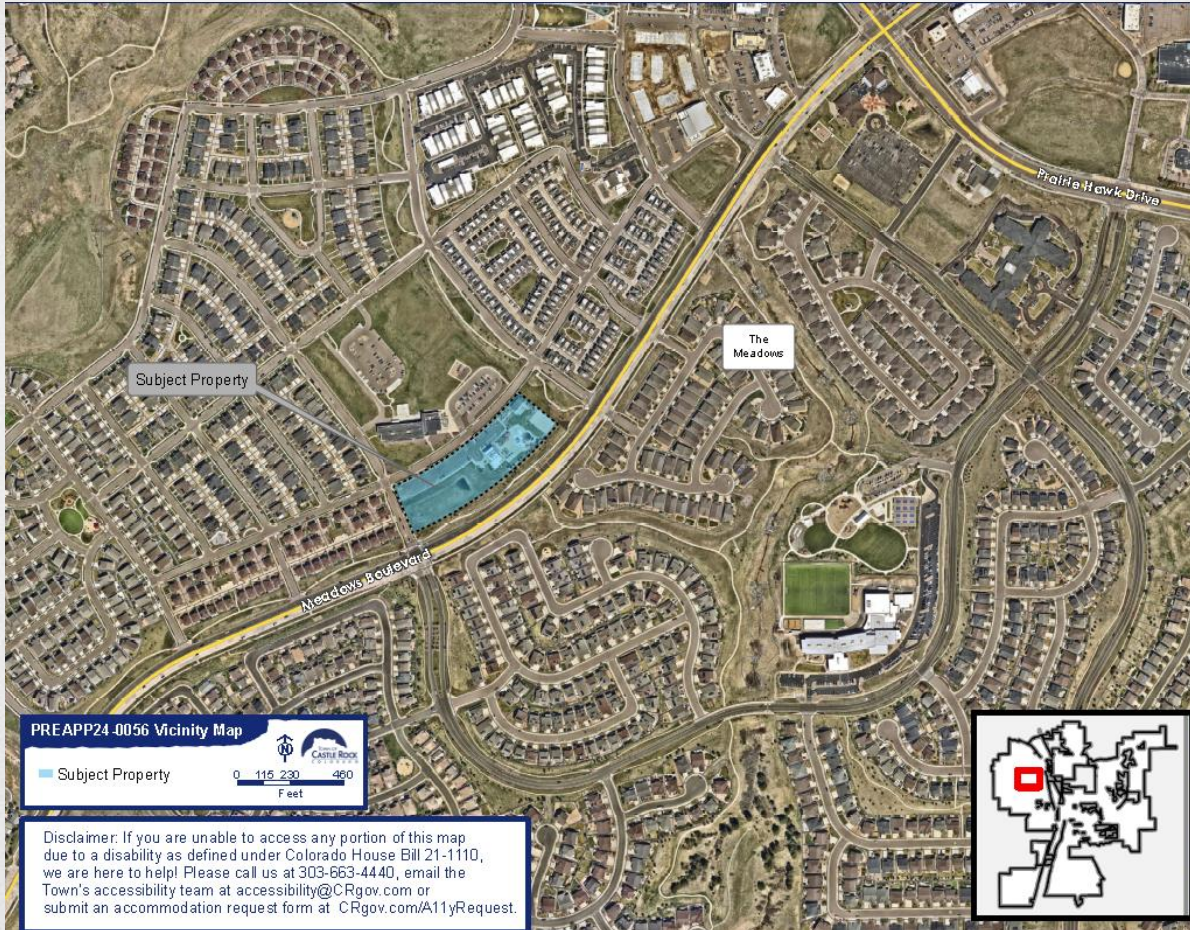 Prairie Hawk Drive
The
Meadows
Subject Property
Meadows Boulevard
PREAPP24-0056 Vicinity Map
N
TOWN OF
CASTLE ROCK
COLORADO
Subject Property
0 115 230 460
Feet
Disclaimer: If you are unable to access any portion of this map
due to a disability as defined under Colorado House Bill 21-1110,
we are here to help! Please call us at 303-663-4440, email the
Town's accessibility team at accessibility@CRgov.com or
submit an accommodation request form at CRgov.com/A11yRequest.